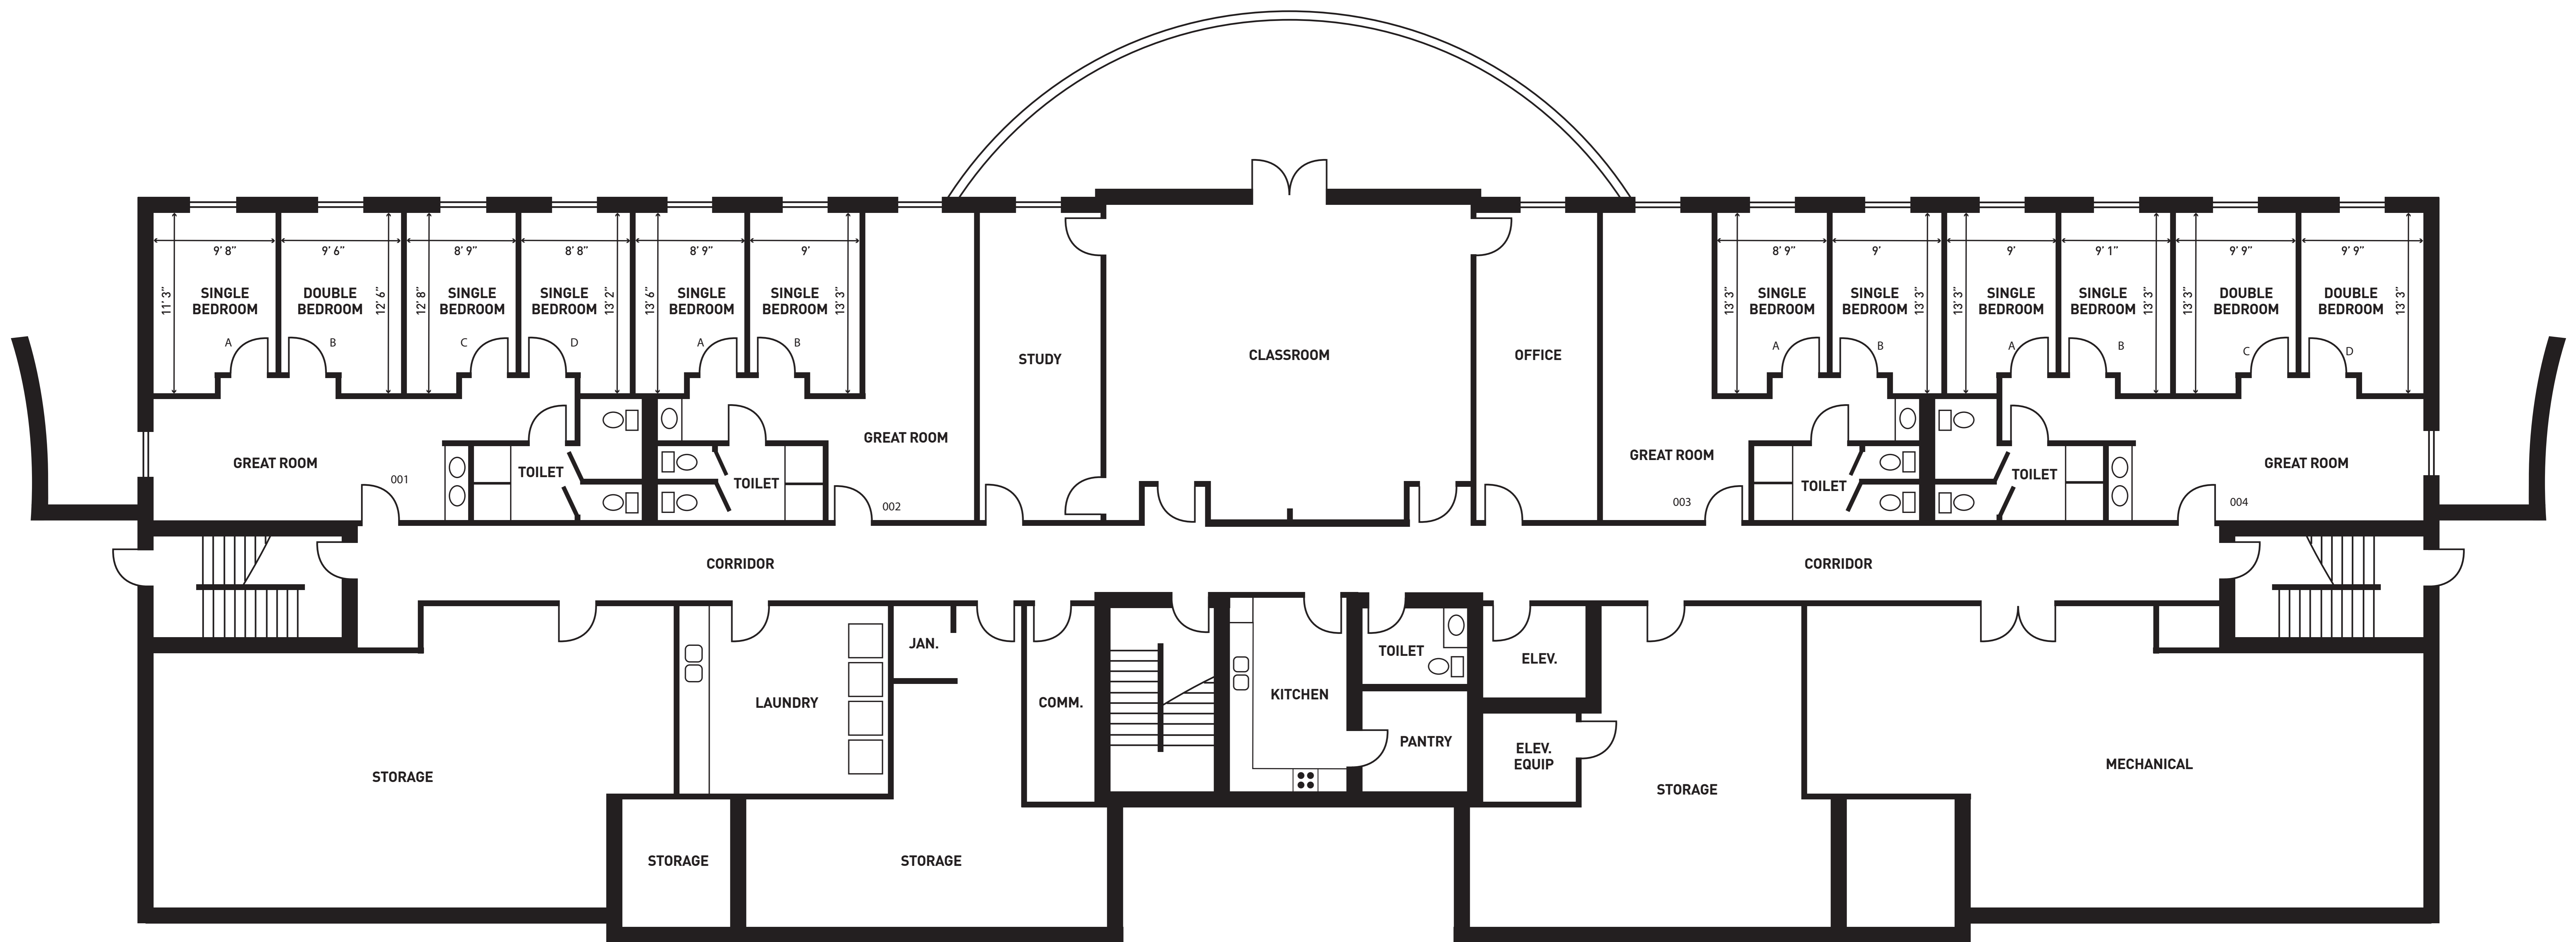 9’ 8”
9’ 6”
8’ 9”
8’ 8”
8’ 9”
9’
8’ 9”
9’
9’
9’ 1”
9’ 9”
9’ 9”
11’ 3”
SINGLE
BEDROOM
DOUBLE
BEDROOM
12’ 6”
12’ 8”
SINGLE
BEDROOM
SINGLE
BEDROOM
13’ 2”
13’ 6”
SINGLE
BEDROOM
SINGLE
BEDROOM
13’ 3”
13’ 3”
SINGLE
BEDROOM
SINGLE
BEDROOM
13’ 3”
13’ 3”
SINGLE
BEDROOM
SINGLE
BEDROOM
13’ 3”
13’ 3”
DOUBLE
BEDROOM
DOUBLE
BEDROOM
13’ 3”
A
B
C
D
A
B
A
B
A
B
C
D
STUDY
CLASSROOM
OFFICE
GREAT ROOM
001
TOILET
TOILET
GREAT ROOM
002
GREAT ROOM
003
TOILET
TOILET
GREAT ROOM
004
CORRIDOR
CORRIDOR
STORAGE
LAUNDRY
JAN.
COMM.
KITCHEN
TOILET
PANTRY
ELEV.
ELEV.
EQUIP
STORAGE
MECHANICAL
STORAGE
STORAGE